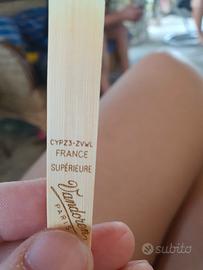 CYPZ3-ZVWL
FRANCE
SUPÉRIEURE
Vandoren
PARIS
subito